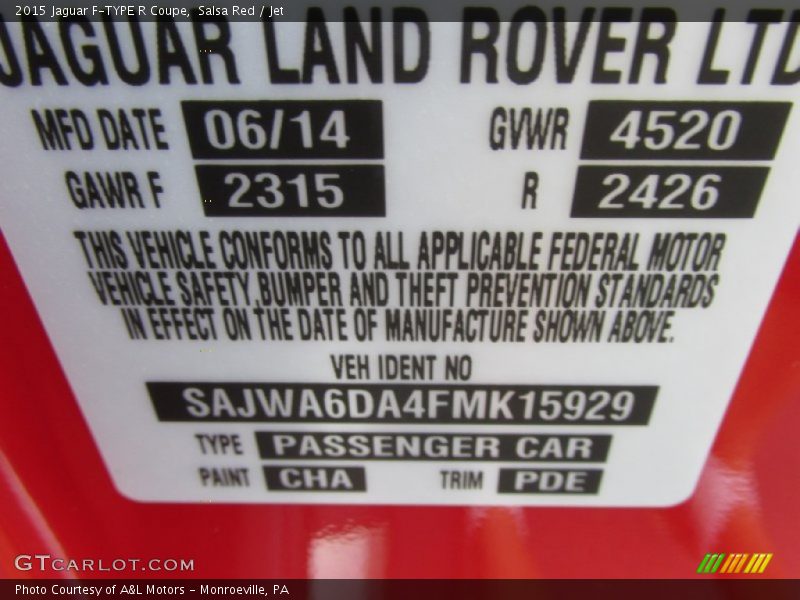 2015 Jaguar F-TYPE R Coupe, Salsa Red / Jet
JAGUAR LAND ROVER LTD
MFD DATE 06/14 GVWR 4520
GAWR F 2315 R 2426
THIS VEHICLE CONFORMS TO ALL APPLICABLE FEDERAL MOTOR
VEHICLE SAFETY, BUMPER AND THEFT PREVENTION STANDARDS
IN EFFECT ON THE DATE OF MANUFACTURE SHOWN ABOVE.
VEH IDENT NO
SAJWA6DA4FMK15929
TYPE PASSENGER CAR
PAINT CHA TRIM PDE
GTCARLOT.COM
Photo Courtesy of A&L Motors - Monroeville, PA